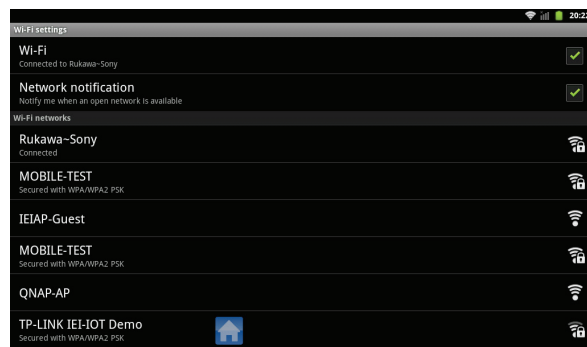 20:22
Wi-Fi settings
Wi-Fi
Connected to Rukawa~Sony
Network notification
Notify me when an open network is available
Wi-Fi networks
Rukawa~Sony
Connected
MOBILE-TEST
Secured with WPA/WPA2 PSK
IEIAP-Guest
MOBILE-TEST
Secured with WPA/WPA2 PSK
QNAP-AP
TP-LINK IEI-IOT Demo
Secured with WPA/WPA2 PSK